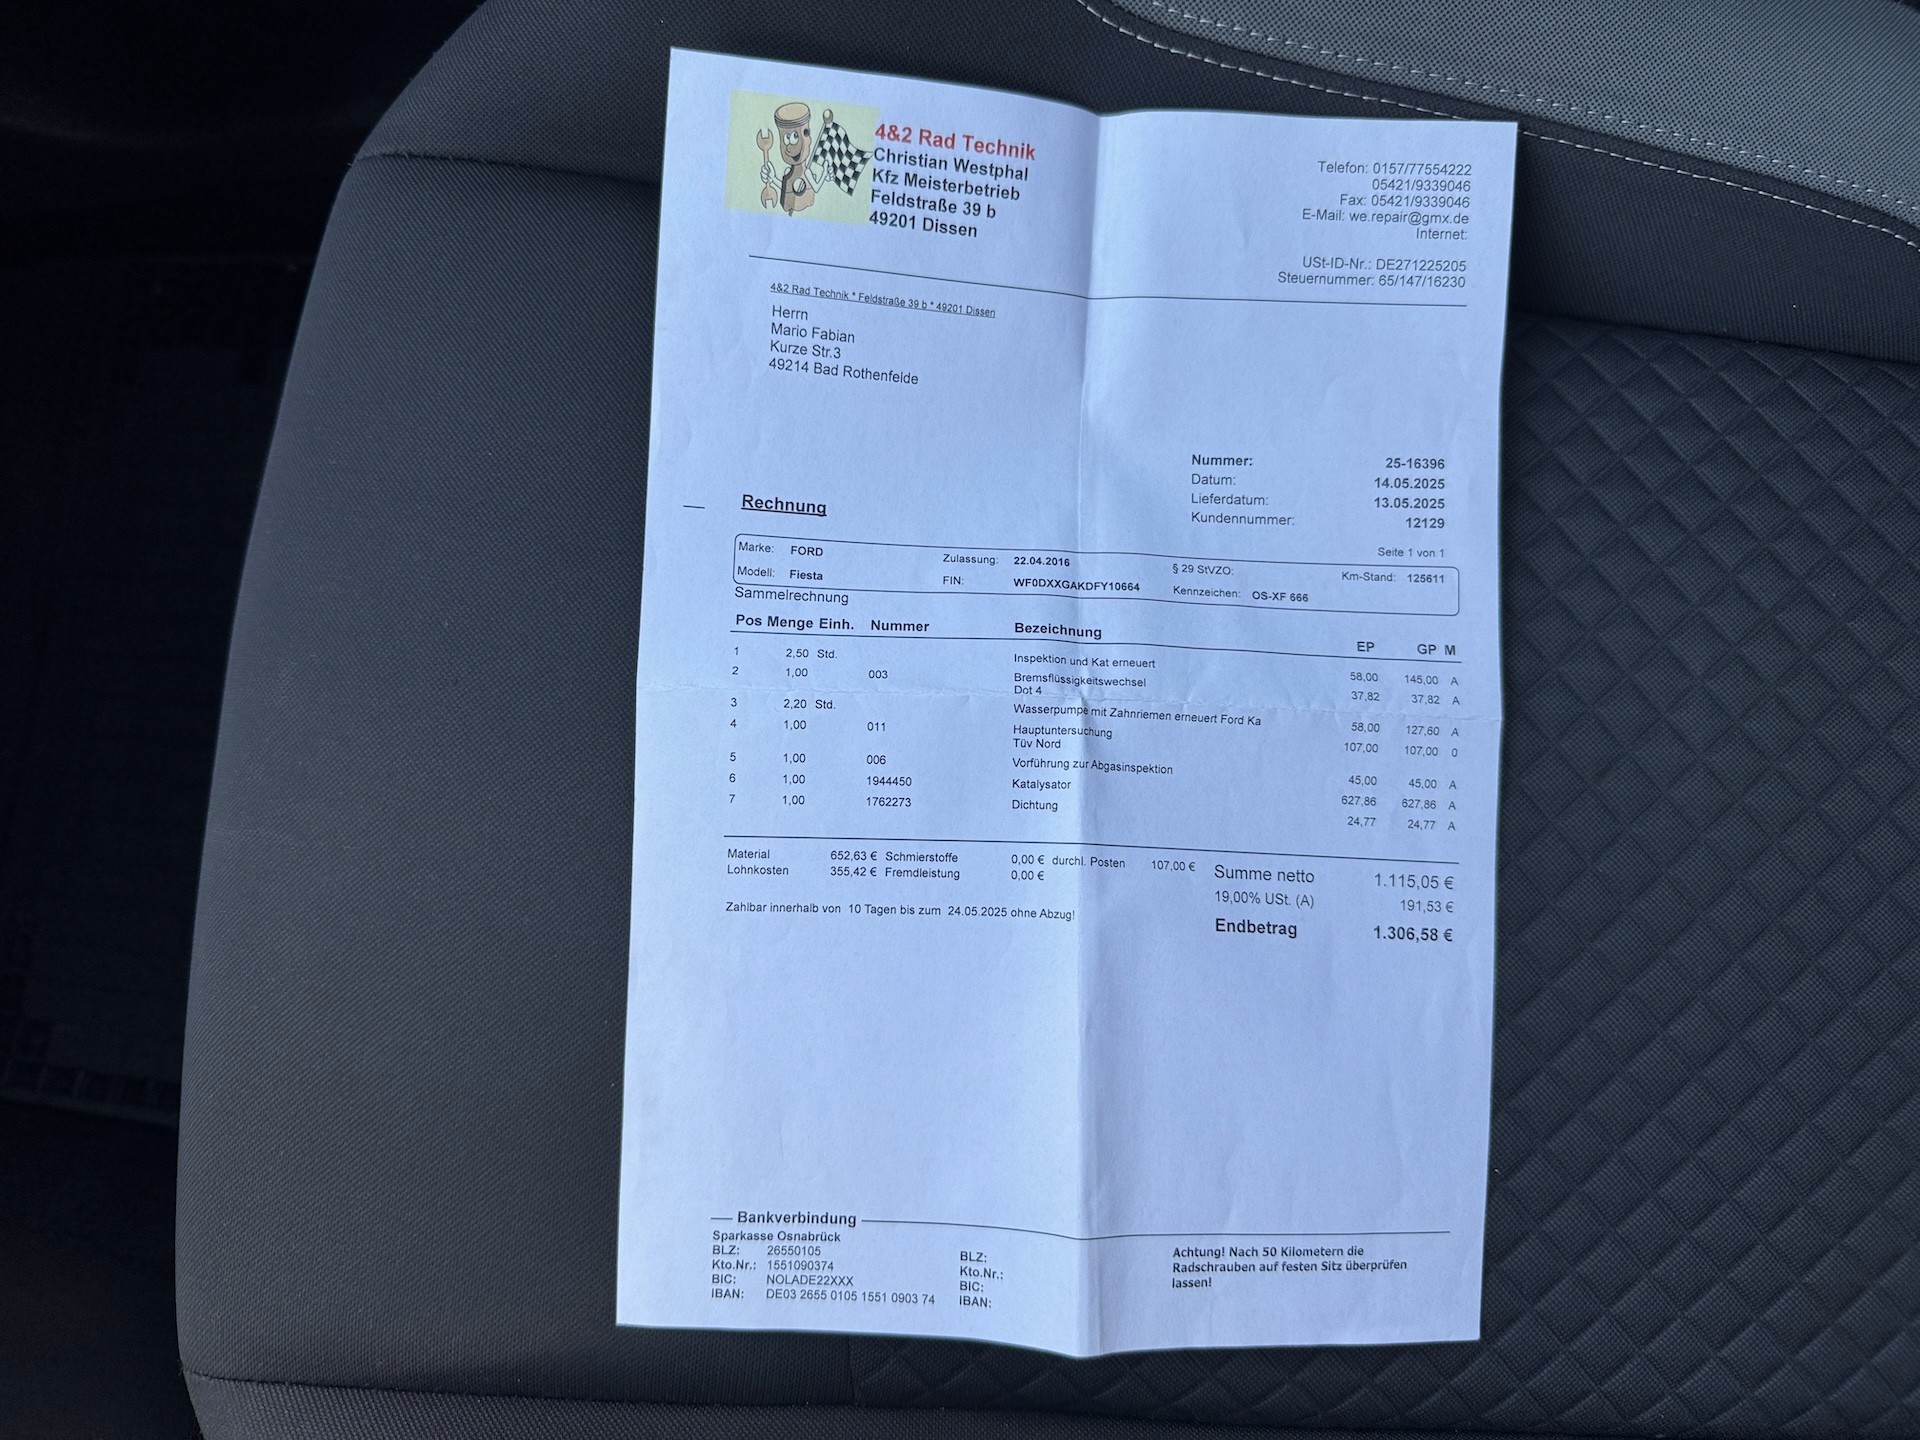 4&2 Rad Technik
Christian Westphal
Kfz Meisterbetrieb
Feldstraße 39 b
49201 Dissen
Telefon: 0157/77554222
05421/9339046
Fax: 05421/9339046
E-Mail: we.repair@gmx.de
Internet:
USt-ID-Nr.: DE271225205
Steuernummer: 65/147/16230
4&2 Rad Technik * Feldstraße 39 b * 49201 Dissen
Herrn
Mario Fabian
Kurze Str.3
49214 Bad Rothenfelde
Nummer: 25-16396
Datum: 14.05.2025
Lieferdatum: 13.05.2025
Kundennummer: 12129
Rechnung
Seite 1 von 1
Marke: FORD Zulassung: 22.04.2016 § 29 StVZO: Km-Stand: 125611
Modell: Fiesta FIN: WF0DXXGAKDFY10664 Kennzeichen: OS-XF 666
Sammelrechnung
Pos Menge Einh. Nummer Bezeichnung EP GP M
1 2,50 Std. Inspektion und Kat erneuert 58,00 145,00 A
2 1,00 003 Bremsflüssigkeitswechsel 37,82 37,82 A
Dot 4
3 2,20 Std. Wasserpumpe mit Zahnriemen erneuert Ford Ka 58,00 127,60 A
4 1,00 011 Hauptuntersuchung 107,00 107,00 0
Tüv Nord
5 1,00 006 Vorführung zur Abgasinspektion 45,00 45,00 A
6 1,00 1944450 Katalysator 627,86 627,86 A
7 1,00 1762273 Dichtung 24,77 24,77 A
Material 652,63 € Schmierstoffe 0,00 € durchl. Posten 107,00 € Summe netto 1.115,05 €
Lohnkosten 355,42 € Fremdleistung 0,00 € 19,00% USt. (A) 191,53 €
Zahlbar innerhalb von 10 Tagen bis zum 24.05.2025 ohne Abzug! Endbetrag 1.306,58 €
Bankverbindung
Sparkasse Osnabrück
BLZ: 26550105 BLZ:
Kto.Nr.: 1551090374 Kto.Nr.:
BIC: NOLADE22XXX BIC:
IBAN: DE03 2655 0105 1551 0903 74 IBAN:
Achtung! Nach 50 Kilometern die
Radschrauben auf festen Sitz überprüfen
lassen!